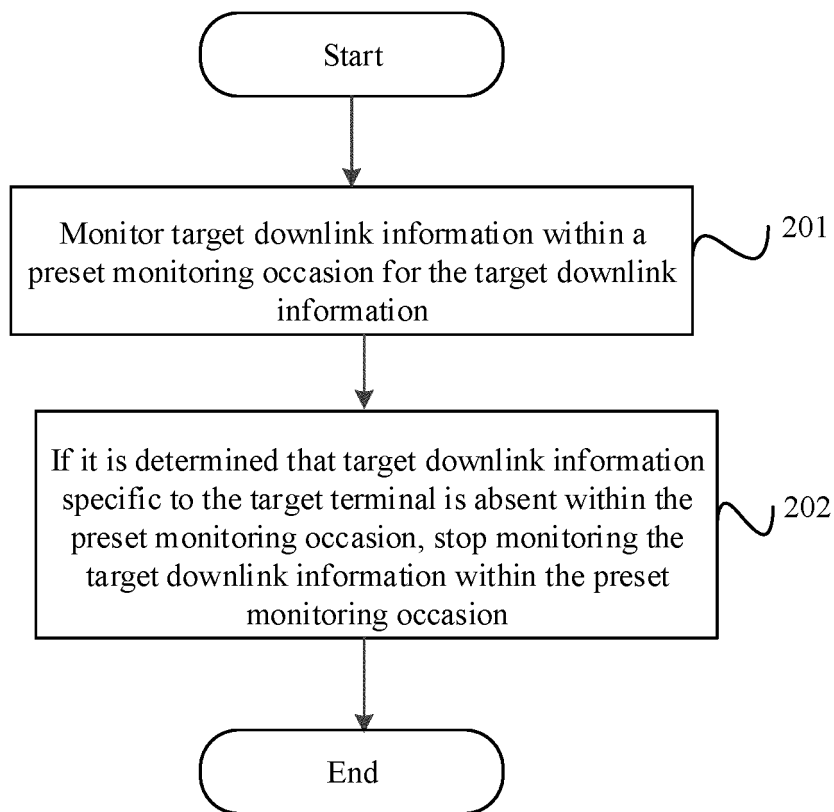 Start
Monitor target downlink information within a
preset monitoring occasion for the target downlink
information
201
If it is determined that target downlink information
specific to the target terminal is absent within the
preset monitoring occasion, stop monitoring the
target downlink information within the preset
monitoring occasion
202
End